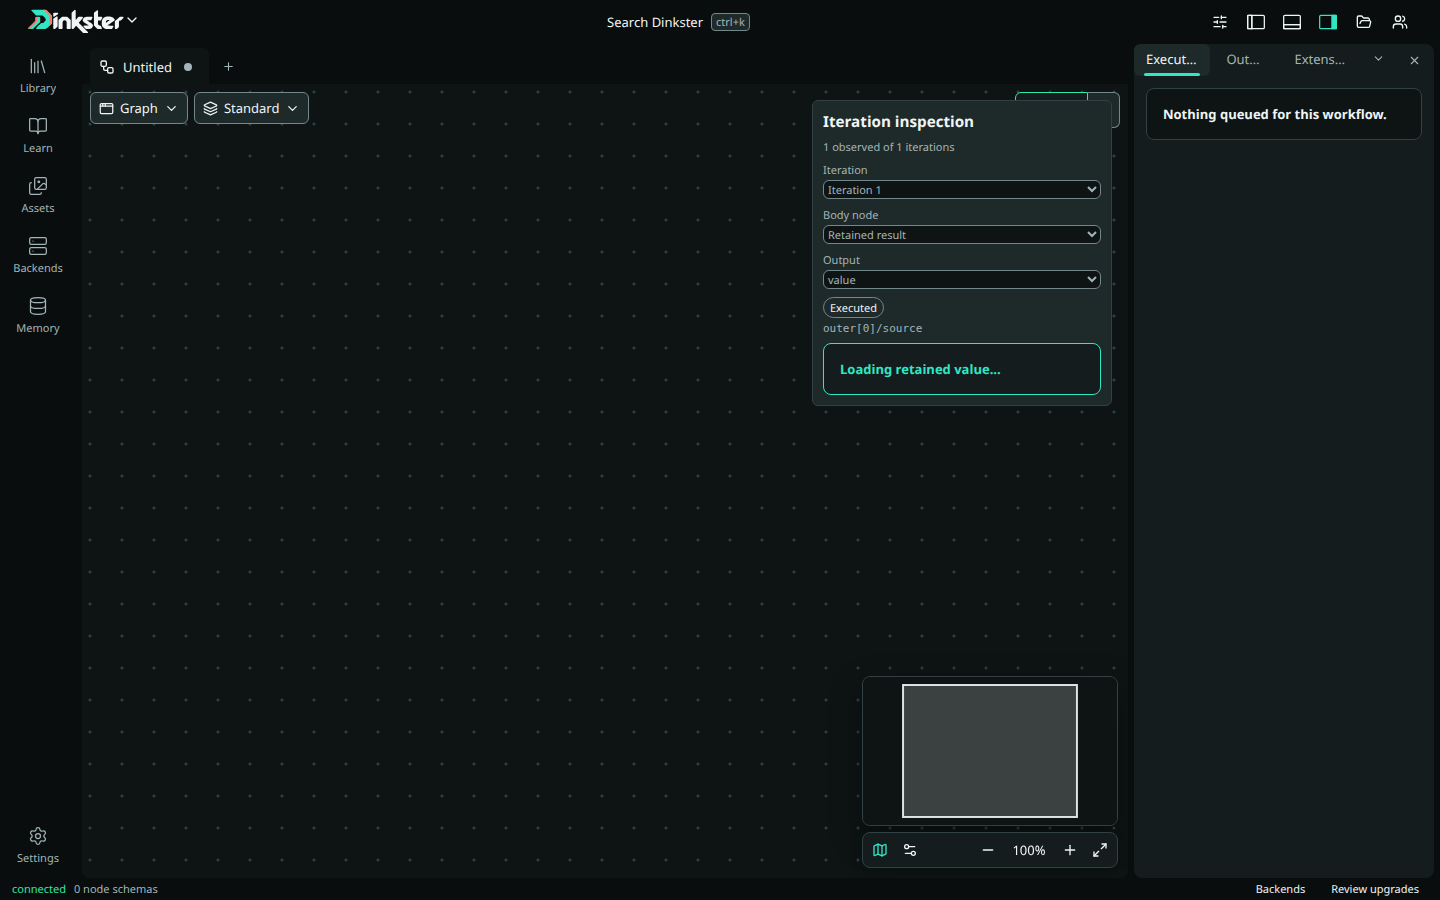 Dinkster
Search Dinkster ctrl+k
Library
Learn
Assets
Backends
Memory
Settings
Untitled
Graph
Standard
Iteration inspection
1 observed of 1 iterations
Iteration
Iteration 1
Body node
Retained result
Output
value
Executed
outer[0]/source
Loading retained value...
100%
Execut...
Out...
Extens...
Nothing queued for this workflow.
connected 0 node schemas
Backends
Review upgrades